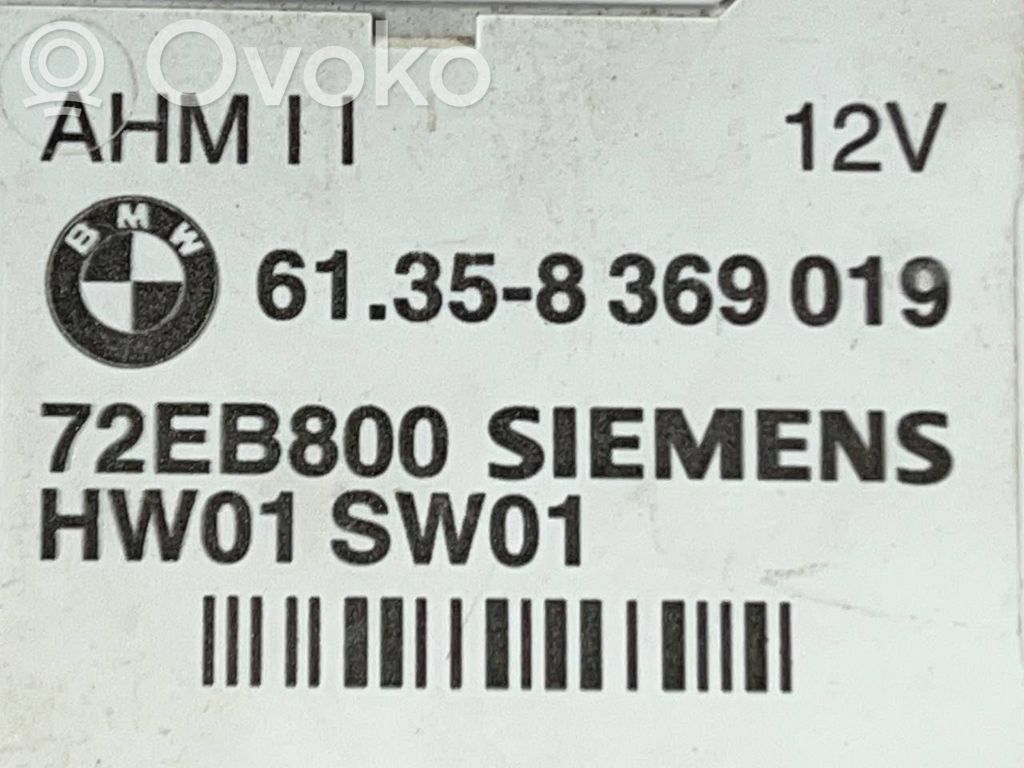 Ovoko
AHM I I 12V
BMW 61.35-8 369 019
72EB800 SIEMENS
HW01 SW01